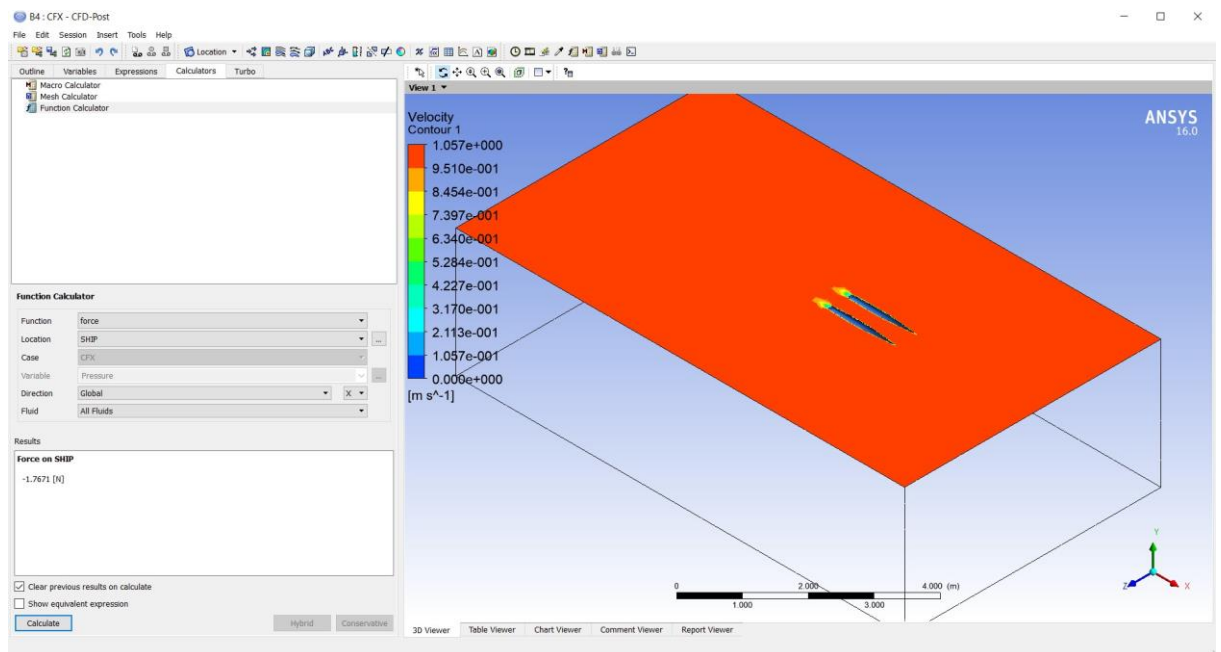 B4 : CFX - CFD-Post
File Edit Session Insert Tools Help
Location
Outline Variables Expressions Calculators Turbo
Macro Calculator
Mesh Calculator
Function Calculator
Function Calculator
Function force
Location SHIP ...
Case CFX
Variable Pressure ...
Direction Global X
Fluid All Fluids
Results
Force on SHIP
-1.7671 [N]
Clear previous results on calculate
Show equivalent expression
Calculate Hybrid Conservative
View 1
Velocity
Contour 1
1.057e+000
9.510e-001
8.454e-001
7.397e-001
6.340e-001
5.284e-001
4.227e-001
3.170e-001
2.113e-001
1.057e-001
0.000e+000
[m s^-1]
ANSYS
16.0
0 2.000 4.000 (m)
1.000 3.000
Y
Z X
3D Viewer Table Viewer Chart Viewer Comment Viewer Report Viewer